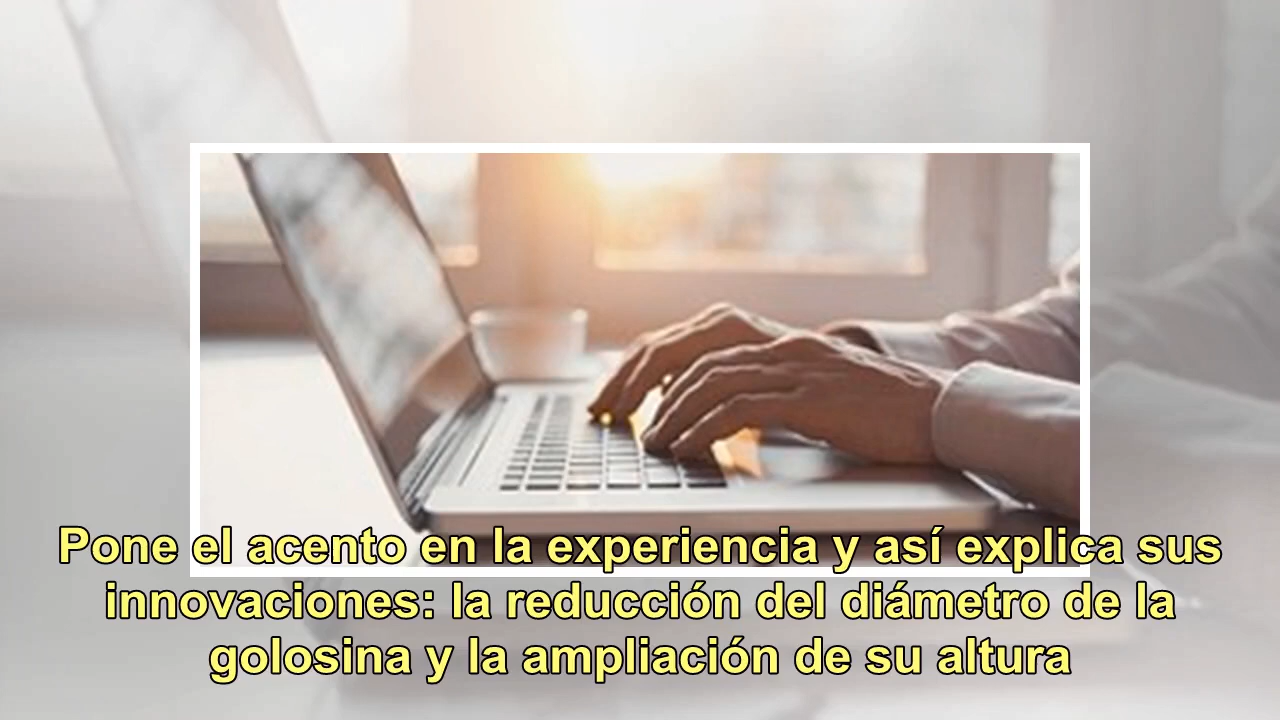 Pone el acento en la experiencia y así explica sus
innovaciones: la reducción del diámetro de la
golosina y la ampliación de su altura